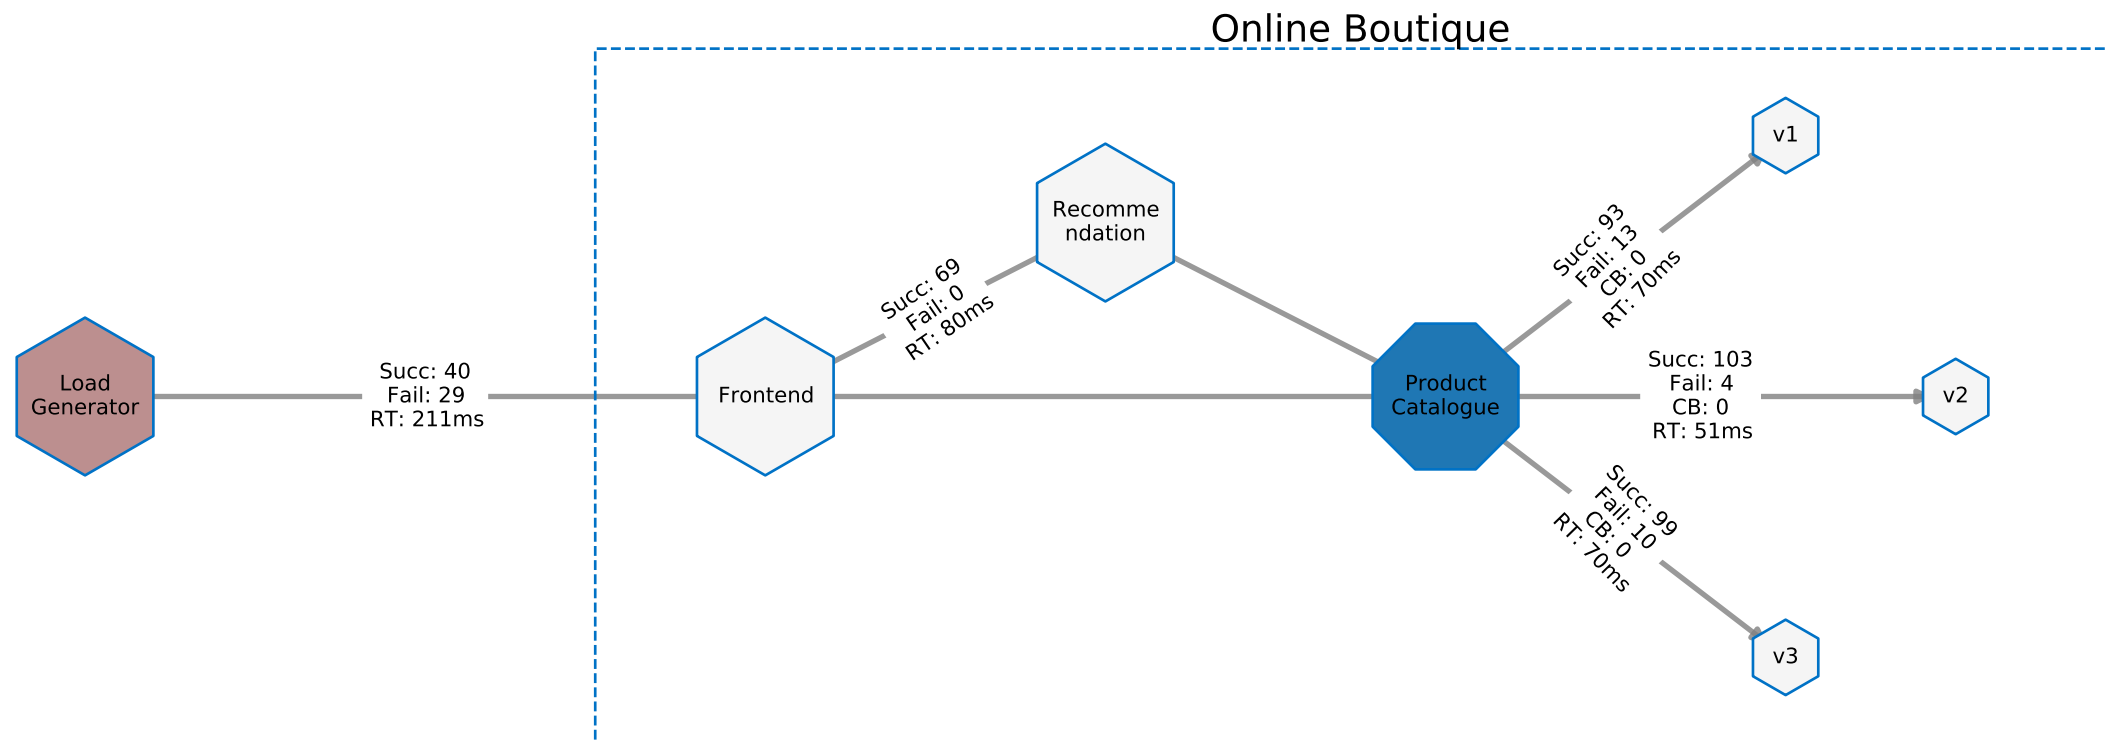 Online Boutique
Load
Generator
Succ: 40
Fail: 29
RT: 211ms
Frontend
Succ: 69
Fail: 0
RT: 80ms
Recomme
ndation
Product
Catalogue
Succ: 93
Fail: 13
CB: 0
RT: 70ms
v1
Succ: 103
Fail: 4
CB: 0
RT: 51ms
v2
Succ: 99
Fail: 10
CB: 0
RT: 70ms
v3